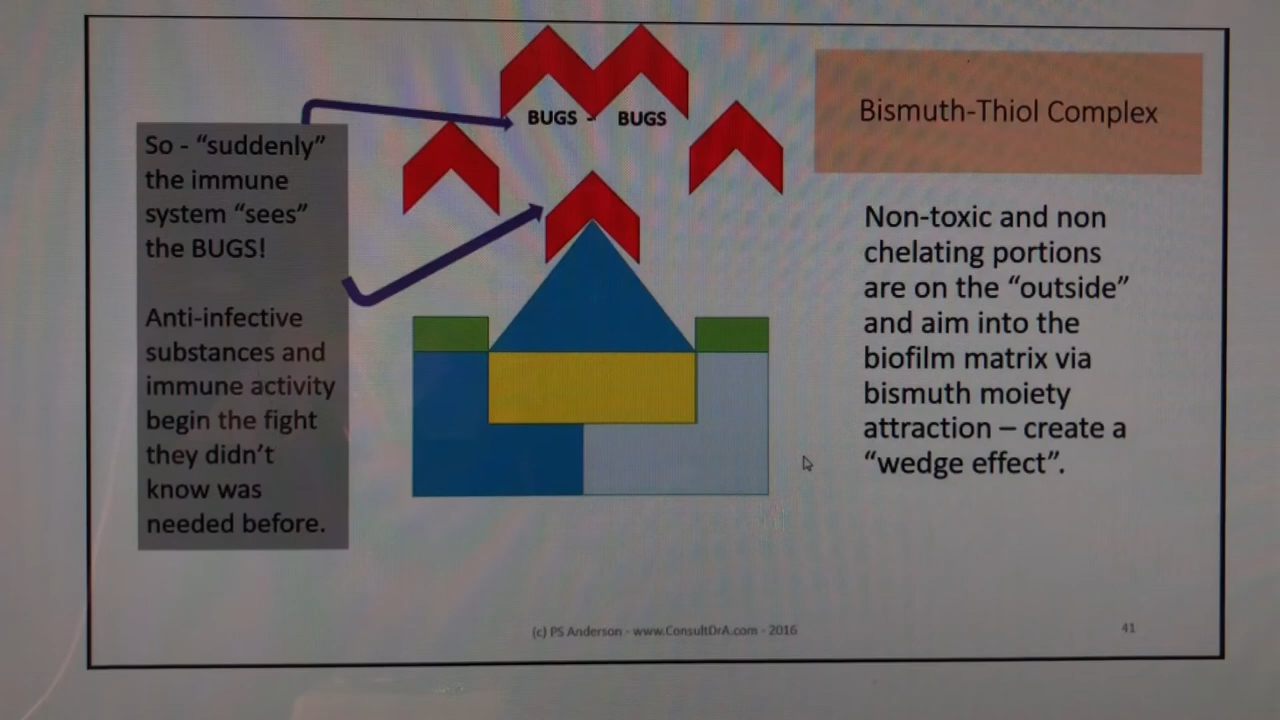 BUGS - BUGS
Bismuth-Thiol Complex
So - “suddenly”
the immune
system “sees”
the BUGS!
Anti-infective
substances and
immune activity
begin the fight
they didn’t
know was
needed before.
Non-toxic and non
chelating portions
are on the “outside”
and aim into the
biofilm matrix via
bismuth moiety
attraction – create a
“wedge effect”.
(c) PS Anderson - www.ConsultDrA.com - 2016
41